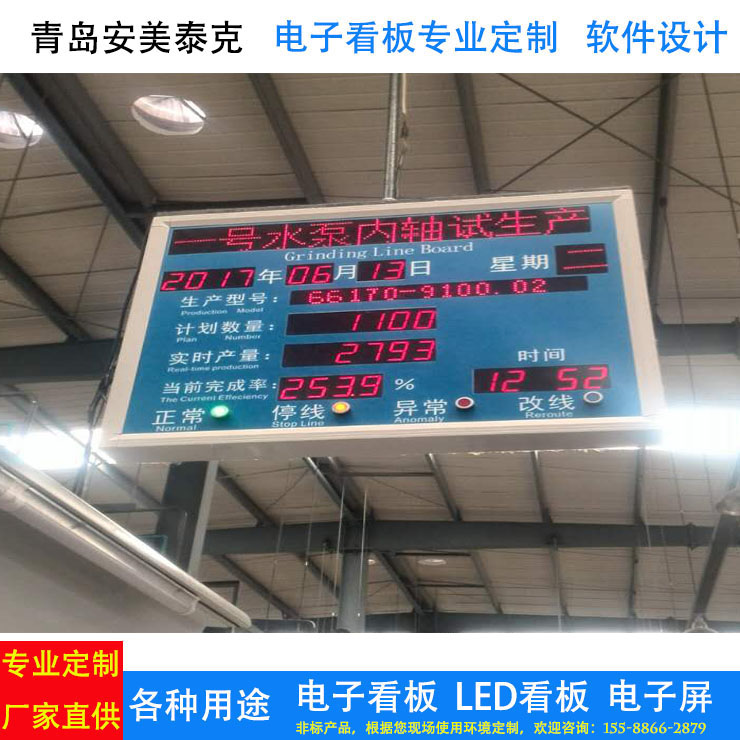 青岛安美泰克 电子看板专业定制 软件设计
一号水泵内轴试生产
Grinding Line Board
2017年06月13日 星期二
生产型号: 66170-9100.02
Production Model
计划数量: 1100
Plan Number
实时产量: 2793
Real-time production
时间
当前完成率: 253.9 %
The Current Effeciency
12 52
正常 停线 异常 改线
Normal Stop Line Anomaly Reroute
专业定制
厂家直供
各种用途
电子看板 LED看板 电子屏
非标产品，根据您现场使用环境定制，欢迎咨询：155-8866-2879